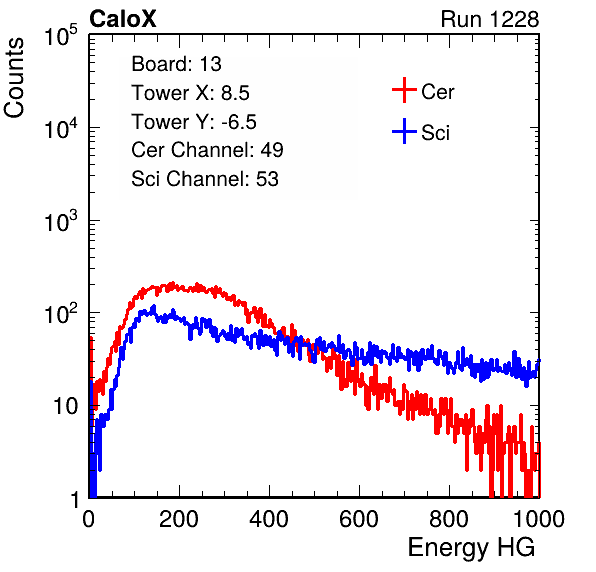 CaloX Run 1228
Counts
10^5
10^4
10^3
10^2
10
1
Board: 13
Tower X: 8.5
Tower Y: -6.5
Cer Channel: 49
Sci Channel: 53
Cer
Sci
0 200 400 600 800 1000
Energy HG